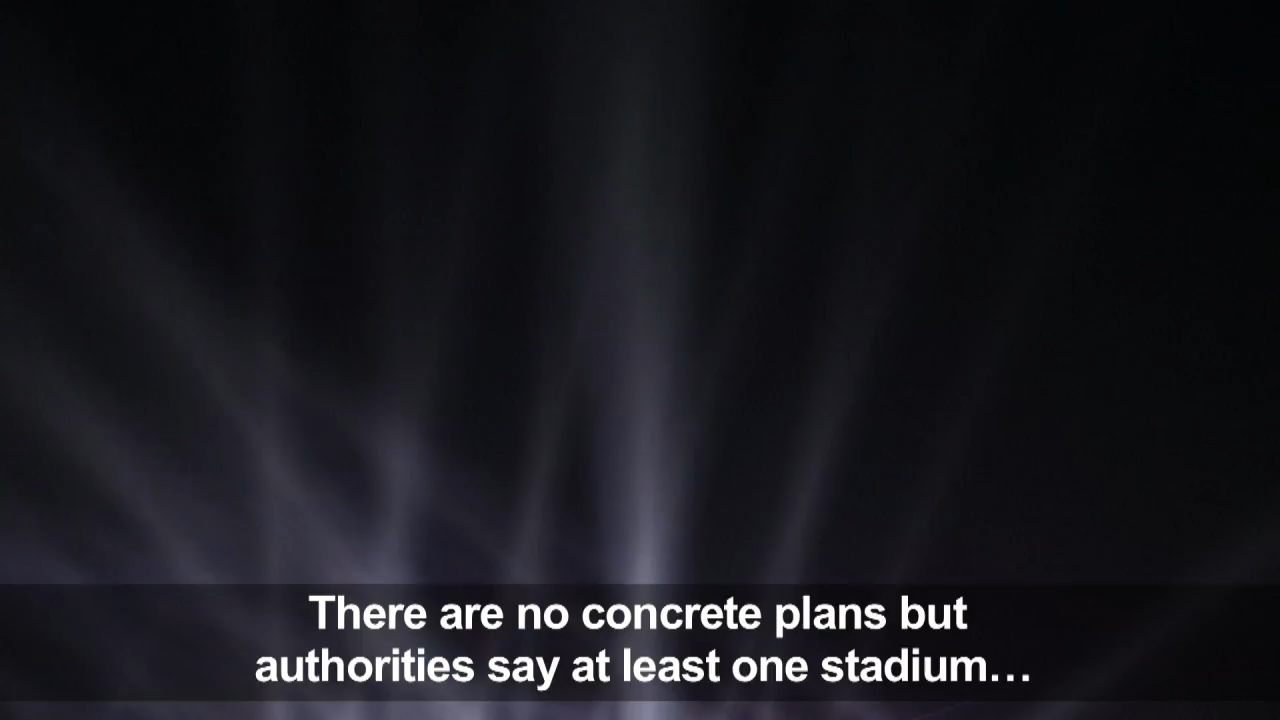 There are no concrete plans but
authorities say at least one stadium…